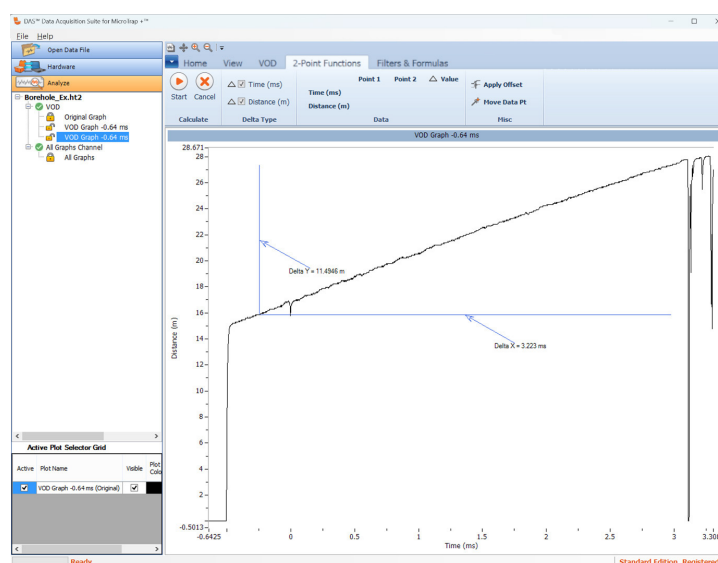 DAS™ Data Acquisition Suite for MicroTrap +™
File Help
Open Data File
Hardware
Analyze
Borehole_Ex.ht2
VOD
Original Graph
VOD Graph -0.64 ms
VOD Graph -0.64 ms
All Graphs Channel
All Graphs
Active Plot Selector Grid
Active Plot Name Visible Plot Colo
VOD Graph -0.64 ms (Original)
Ready
Home View VOD 2-Point Functions Filters & Formulas
Start Cancel
Calculate
Time (ms)
Distance (m)
Delta Type
Point 1 Point 2 △ Value
Time (ms)
Distance (m)
Data
Apply Offset
Move Data Pt
Misc
VOD Graph -0.64 ms
28.671
28
26
24
22
20
18
16
14
12
10
8
6
4
2
-0.5013
Distance (m)
Delta Y = 11.4946 m
Delta X = 3.223 ms
-0.6425 0 0.5 1 1.5 2 2.5 3 3.308
Time (ms)
Standard Edition, Registered